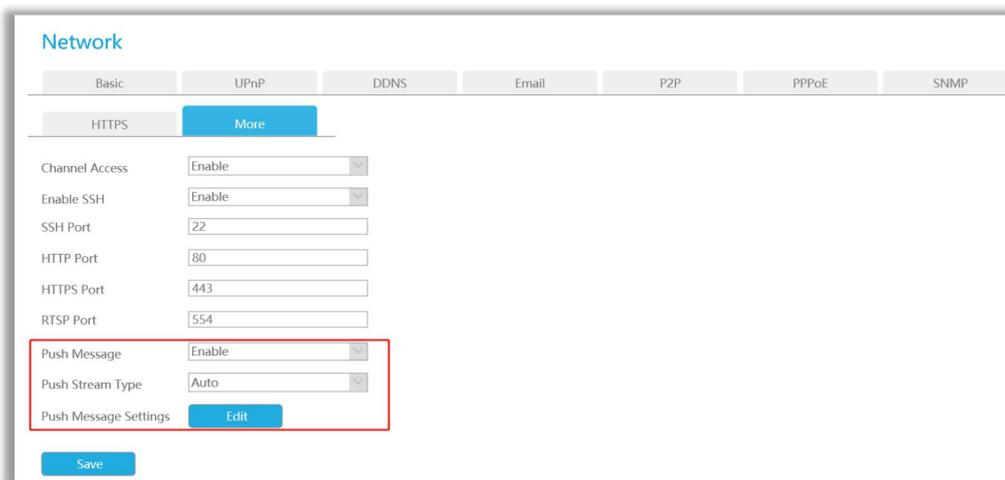 Network
Basic UPnP DDNS Email P2P PPPoE SNMP
HTTPS More
Channel Access Enable
Enable SSH Enable
SSH Port 22
HTTP Port 80
HTTPS Port 443
RTSP Port 554
Push Message Enable
Push Stream Type Auto
Push Message Settings Edit
Save